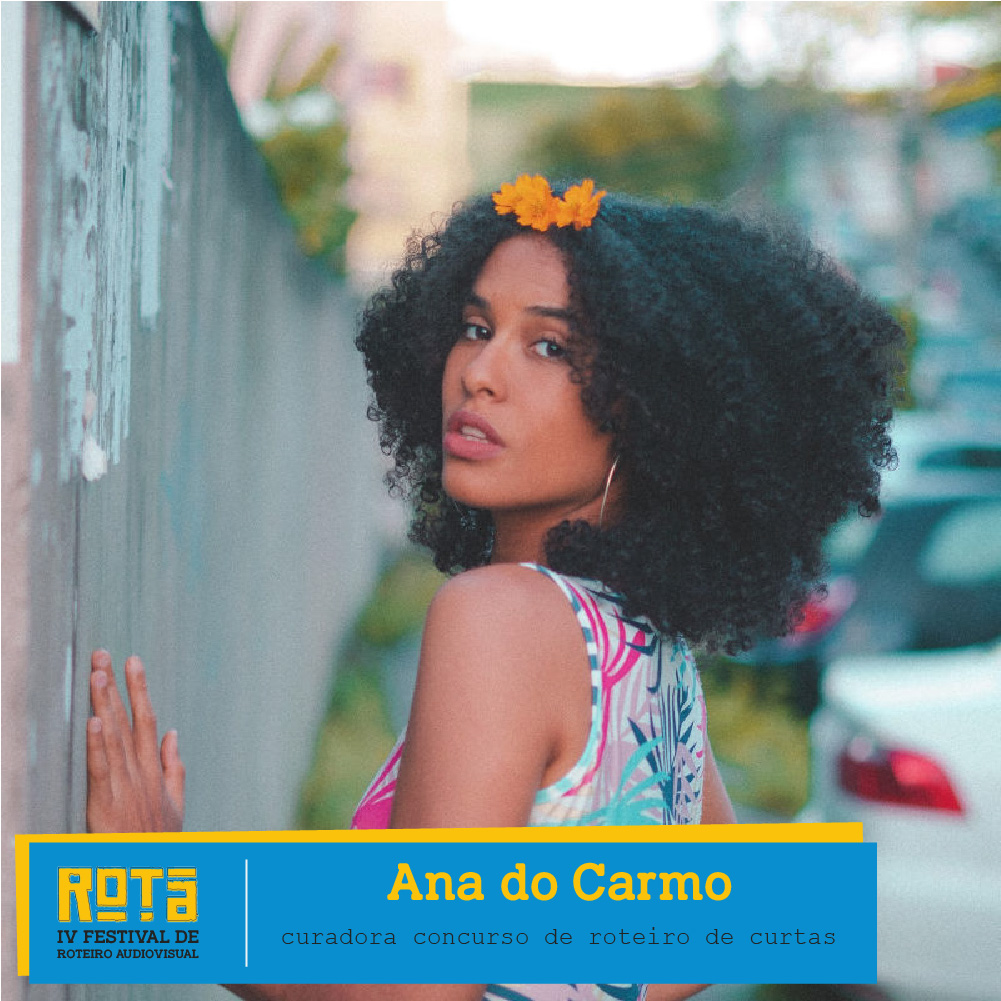 ROTA
IV FESTIVAL DE
ROTEIRO AUDIOVISUAL
Ana do Carmo
curadora concurso de roteiro de curtas